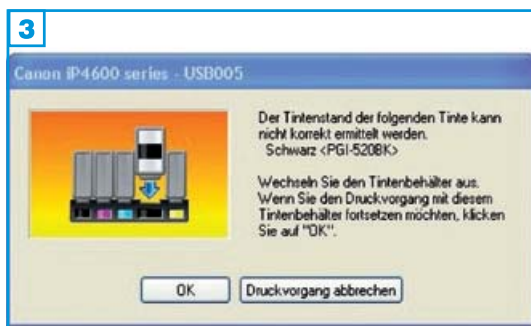 3
Canon iP4600 series - USB005
Der Tintenstand der folgenden Tinte kann
nicht korrekt ermittelt werden.
Schwarz <PGI-520BK>
Wechseln Sie den Tintenbehälter aus.
Wenn Sie den Druckvorgang mit diesem
Tintenbehälter fortsetzen möchten, klicken
Sie auf "OK".
OK
Druckvorgang abbrechen